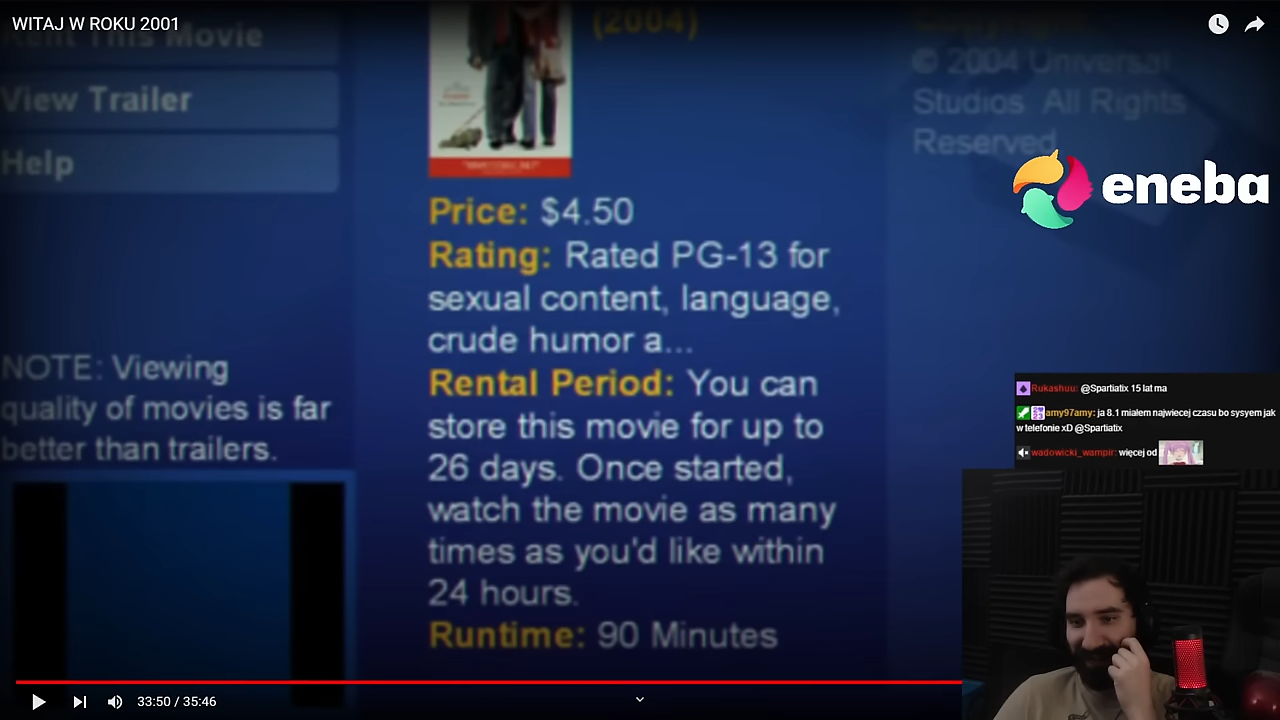 WITAJ W ROKU 2001
Rent This Movie
View Trailer
Help
NOTE: Viewing
quality of movies is far
better than trailers.
(2004)
Price: $4.50
Rating: Rated PG-13 for
sexual content, language,
crude humor a...
Rental Period: You can
store this movie for up to
26 days. Once started,
watch the movie as many
times as you'd like within
24 hours.
Runtime: 90 Minutes
© 2004 Universal
Studios All Rights
Reserved
eneba
Rukashuu: @Spartiatix 15 lat ma
amy97amy: ja 8.1 miałem najwiecej czasu bo sysyem jak
w telefonie xD @Spartiatix
wadowicki_wampir: więcej od
33:50 / 35:46